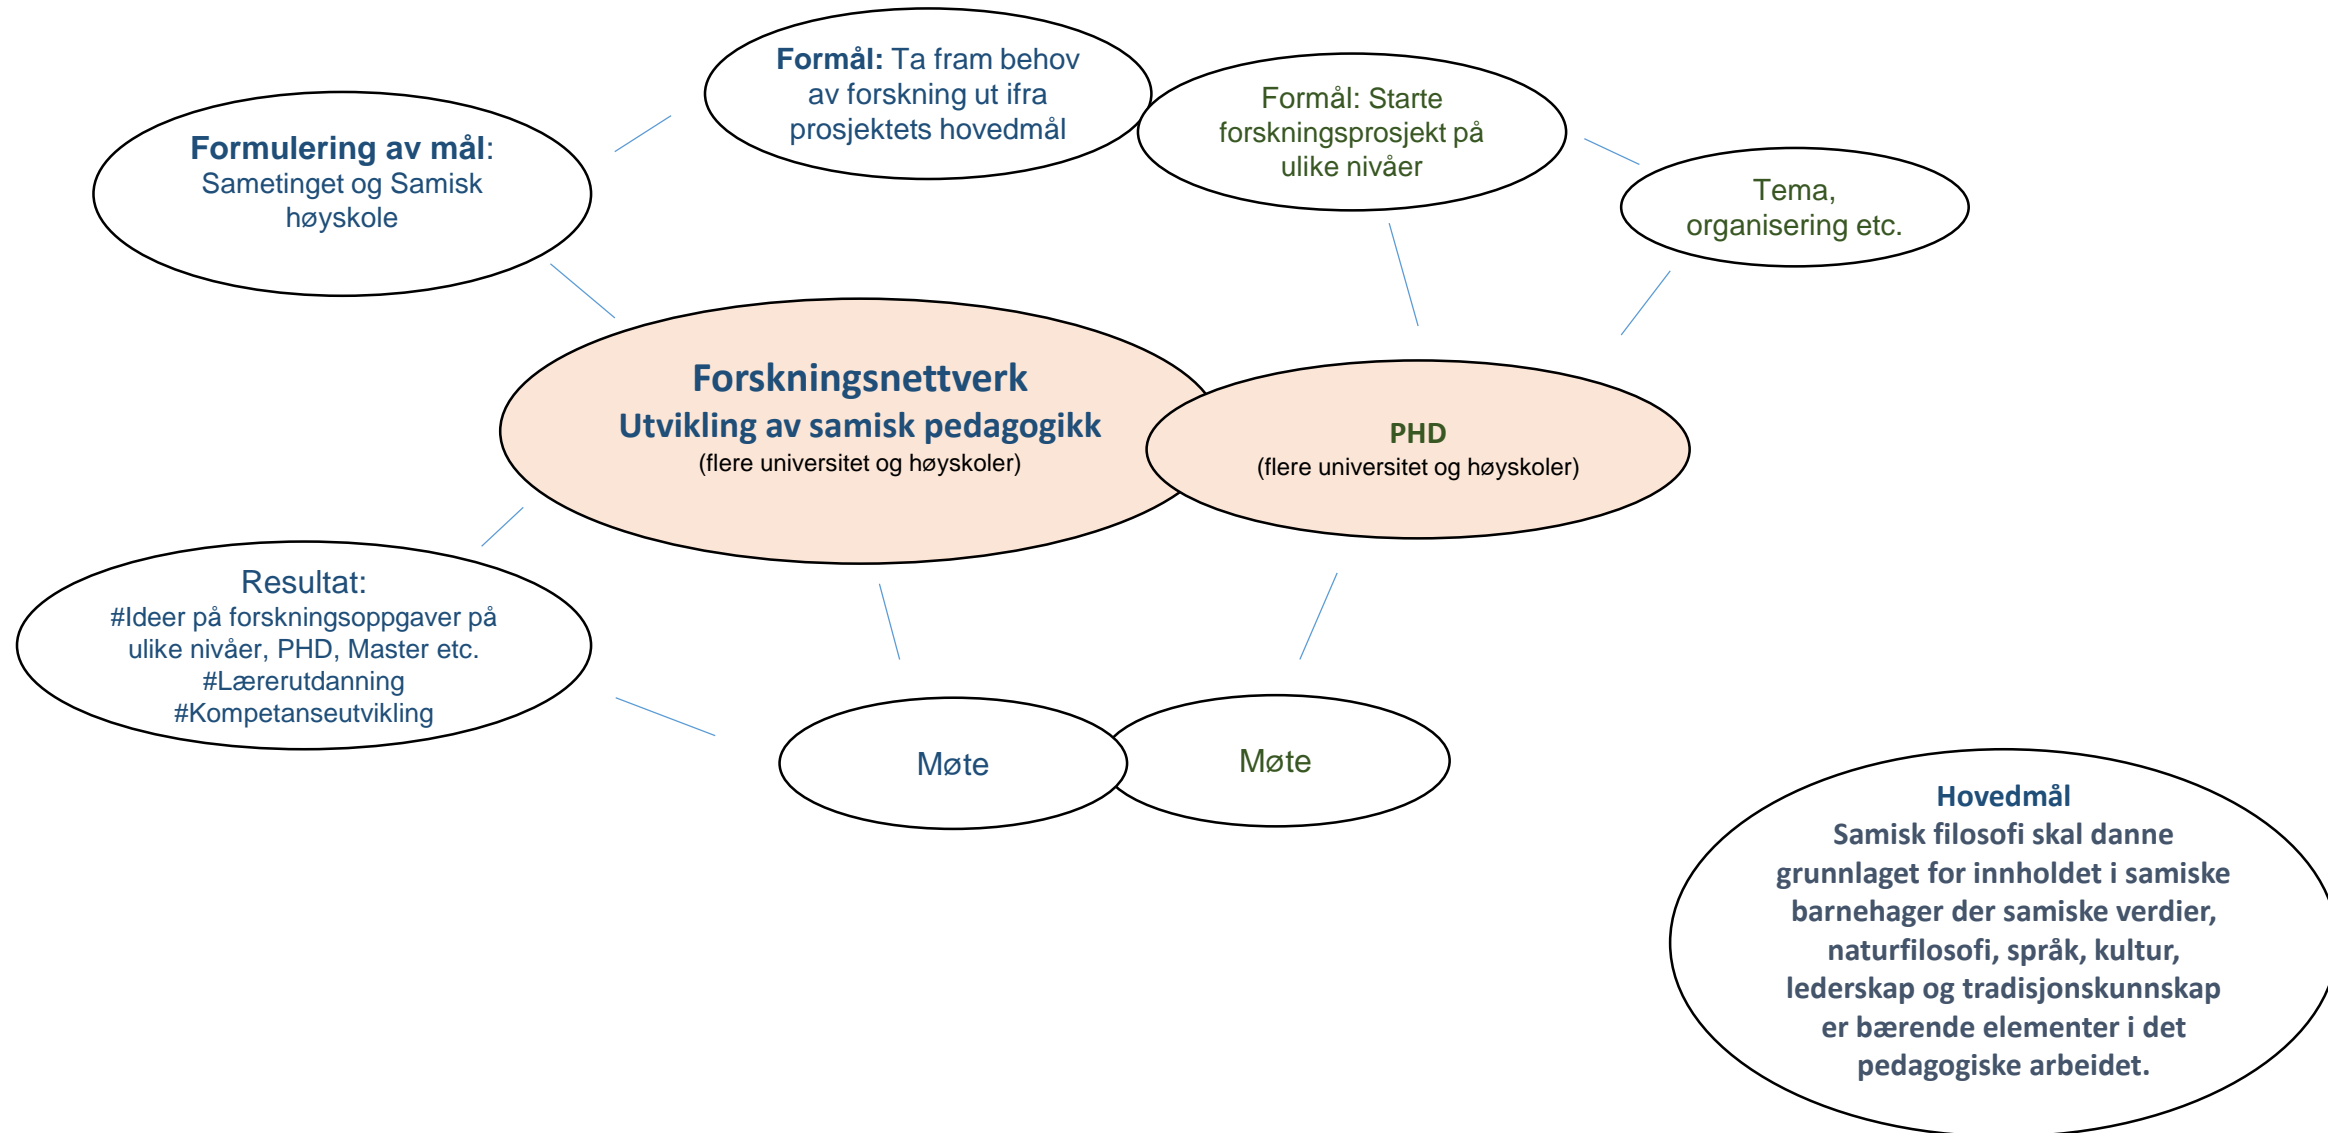 Formål: Ta fram behov
av forskning ut ifra
prosjektets hovedmål
Formål: Starte
forskningsprosjekt på
ulike nivåer
Formulering av mål:
Sametinget og Samisk
høyskole
Tema,
organisering etc.
Forskningsnettverk
Utvikling av samisk pedagogikk
(flere universitet og høyskoler)
PHD
(flere universitet og høyskoler)
Resultat:
#Ideer på forskningsoppgaver på
ulike nivåer, PHD, Master etc.
#Lærerutdanning
#Kompetanseutvikling
Møte
Møte
Hovedmål
Samisk filosofi skal danne
grunnlaget for innholdet i samiske
barnehager der samiske verdier,
naturfilosofi, språk, kultur,
lederskap og tradisjonskunnskap
er bærende elementer i det
pedagogiske arbeidet.